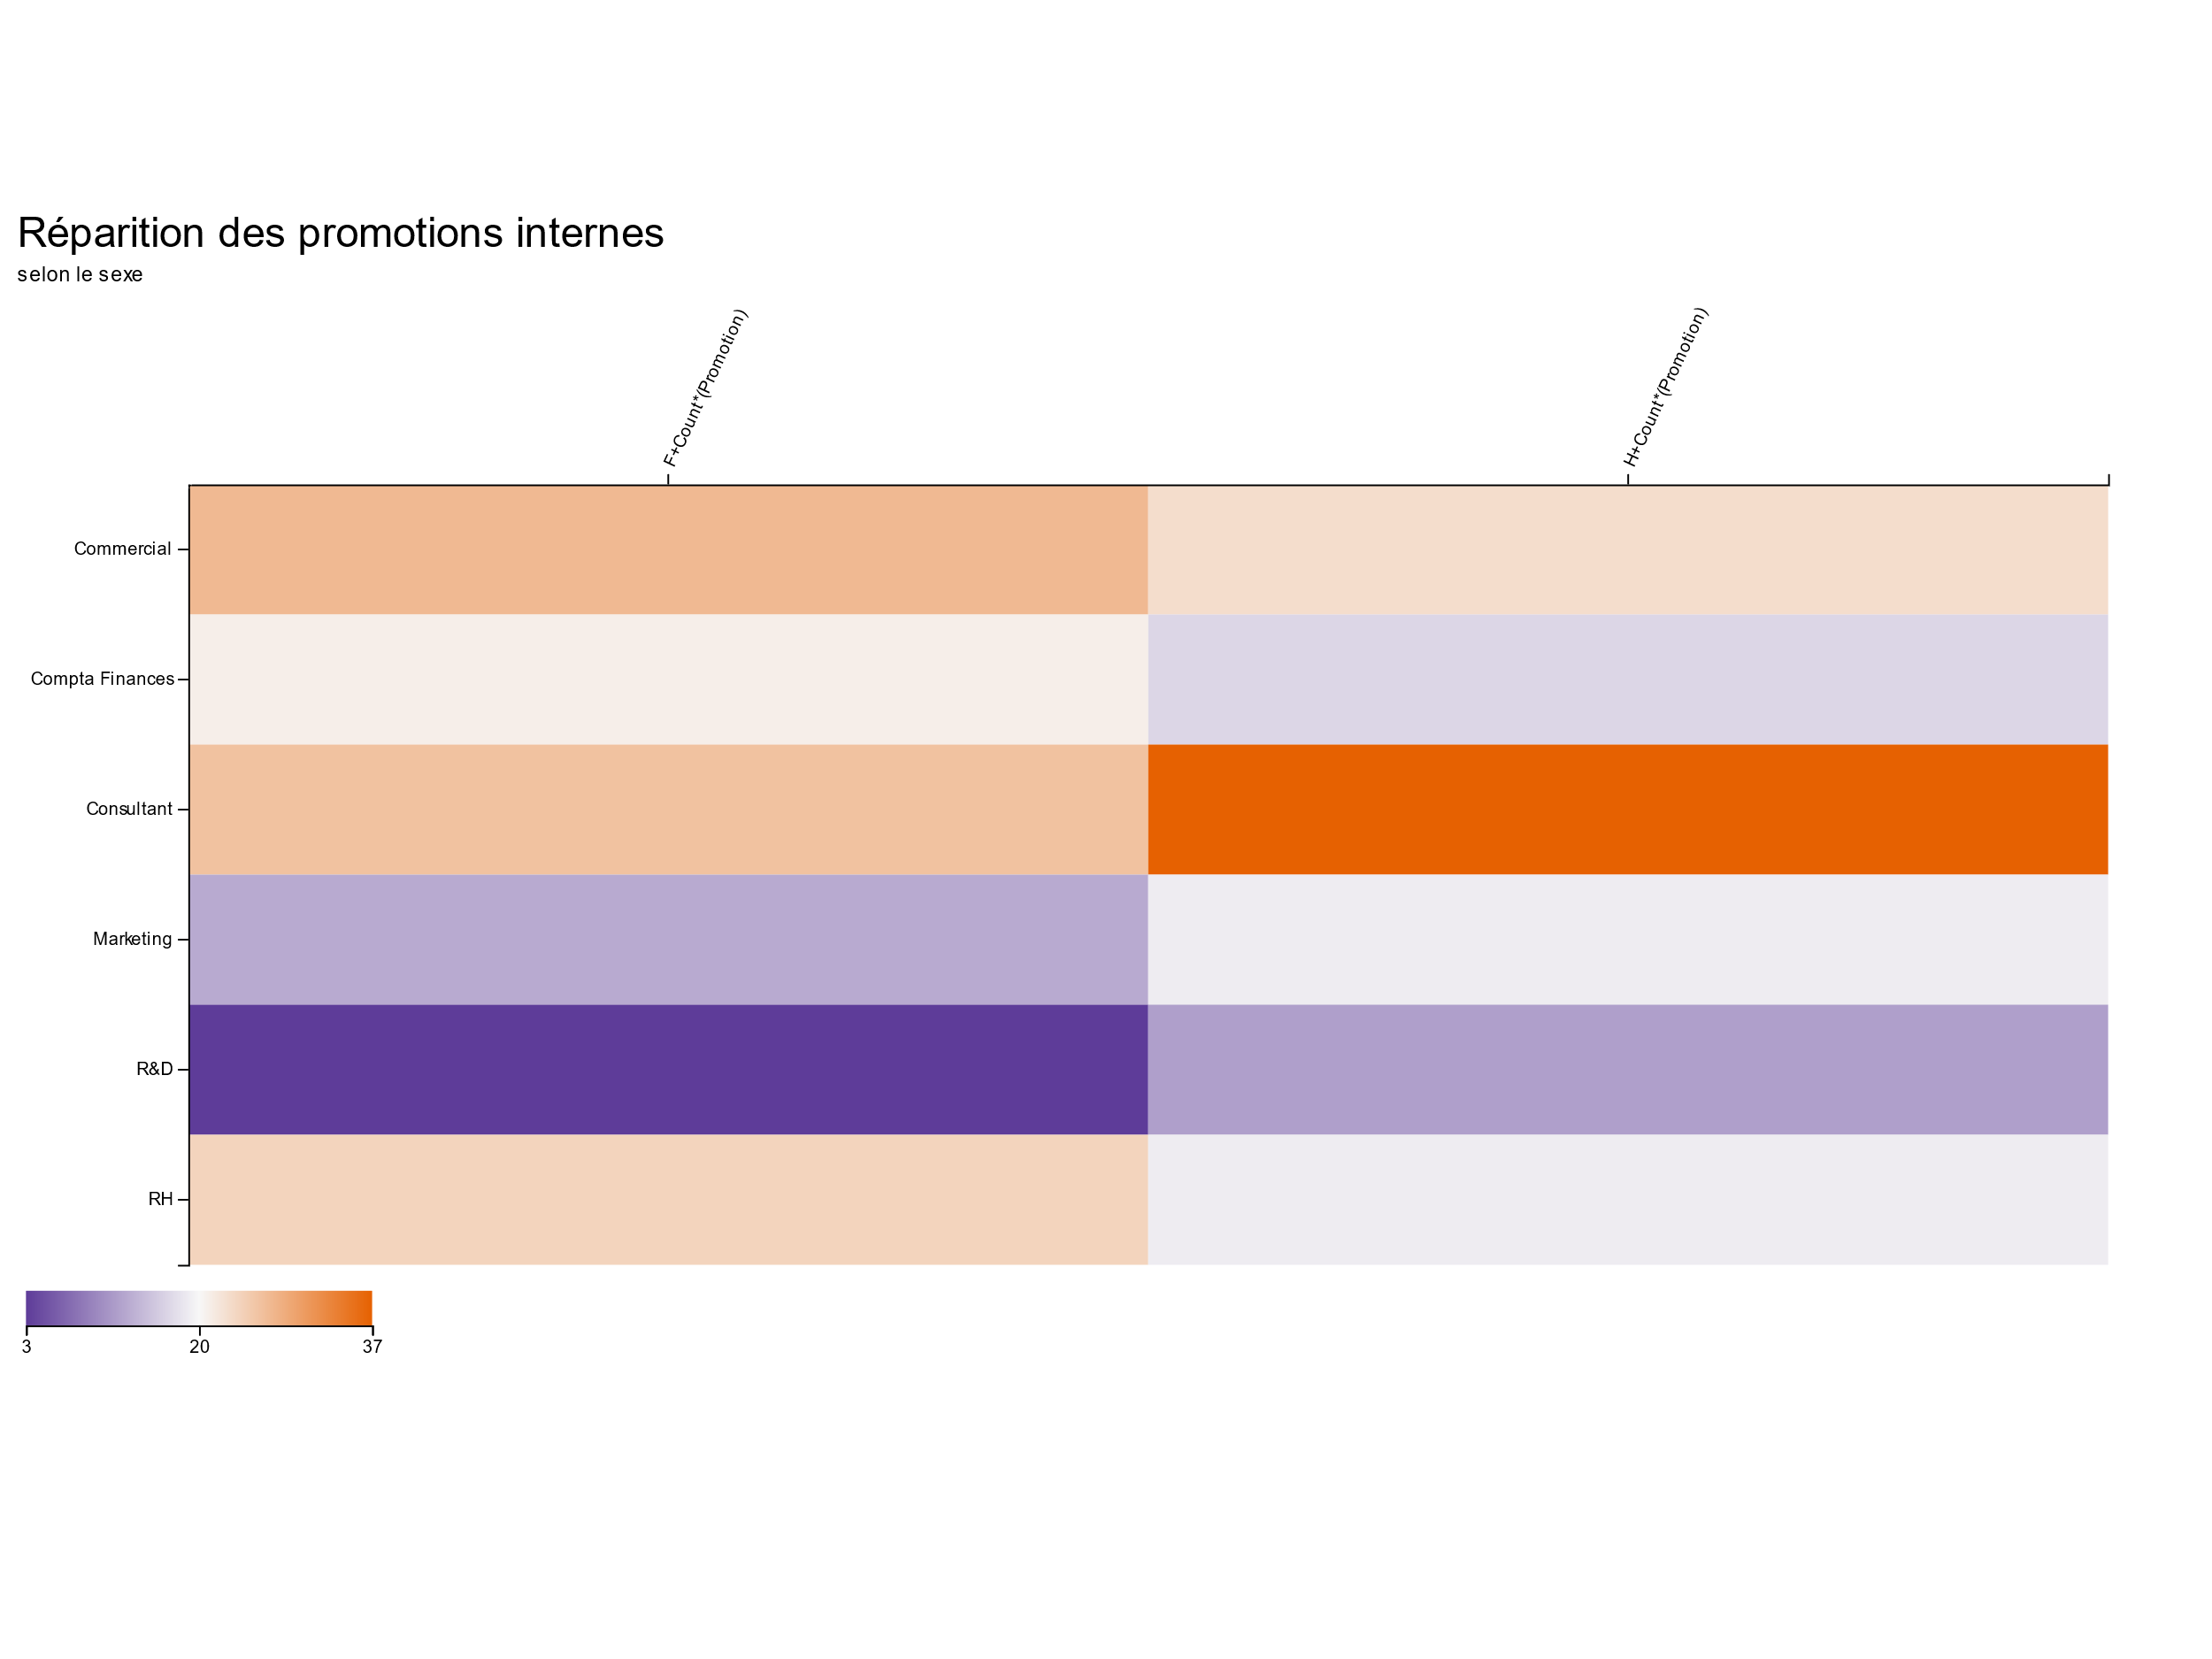 Réparition des promotions internes
selon le sexe
F+Count*(Promotion)
H+Count*(Promotion)
Commercial
Compta Finances
Consultant
Marketing
R&D
RH
3 20 37